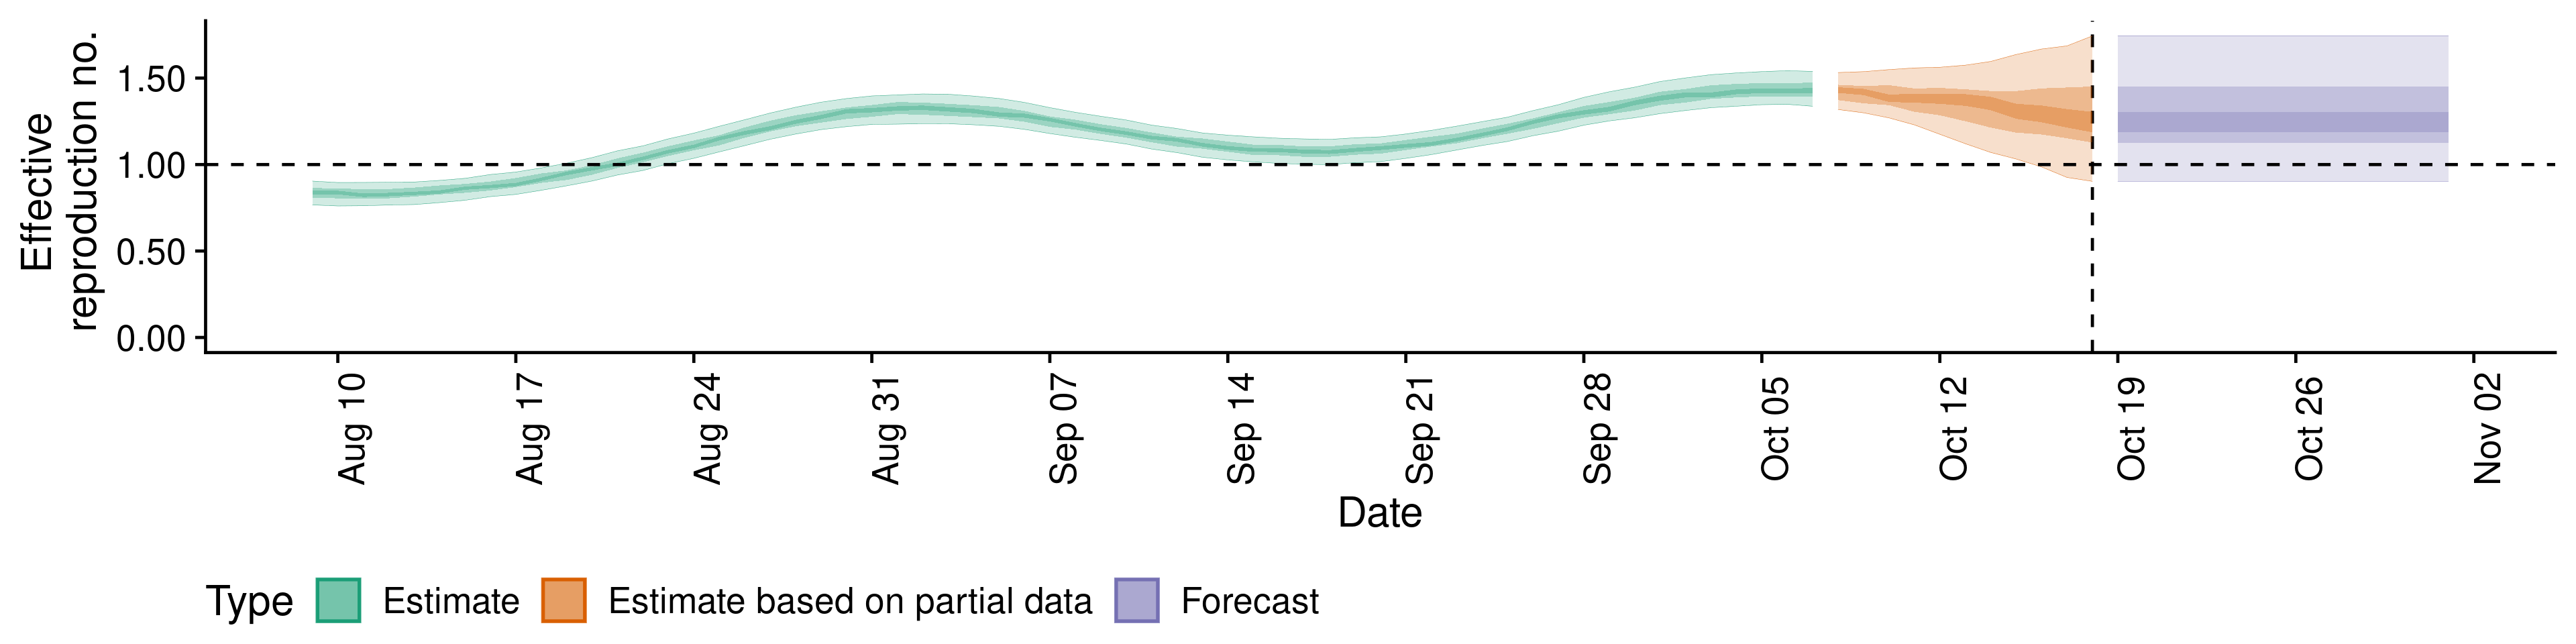 Effective
reproduction no.
1.50
1.00
0.50
0.00
Aug 10
Aug 17
Aug 24
Aug 31
Sep 07
Sep 14
Sep 21
Sep 28
Oct 05
Oct 12
Oct 19
Oct 26
Nov 02
Date
Type Estimate Estimate based on partial data Forecast